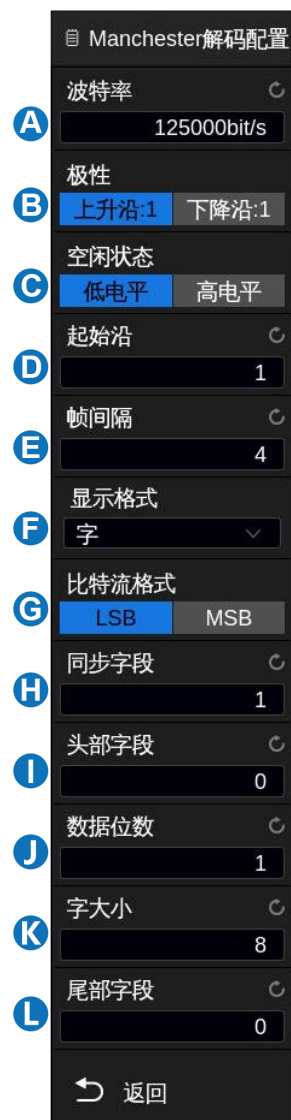 Manchester解码配置
波特率
A
125000bit/s
极性
B
上升沿:1 下降沿:1
空闲状态
C
低电平 高电平
起始沿
D
1
帧间隔
E
4
显示格式
F
字
比特流格式
G
LSB MSB
同步字段
H
1
头部字段
I
0
数据位数
J
1
字大小
K
8
尾部字段
L
0
返回